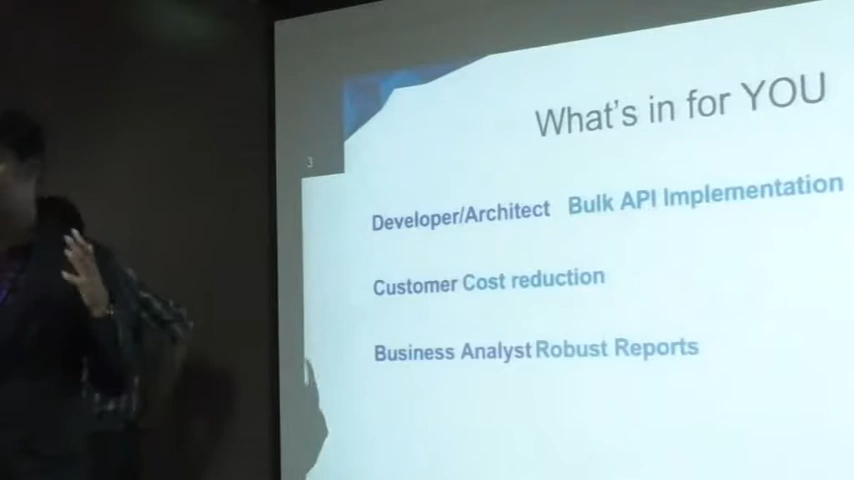 What's in for YOU
3
Developer/Architect Bulk API Implementation
Customer Cost reduction
Business Analyst Robust Reports